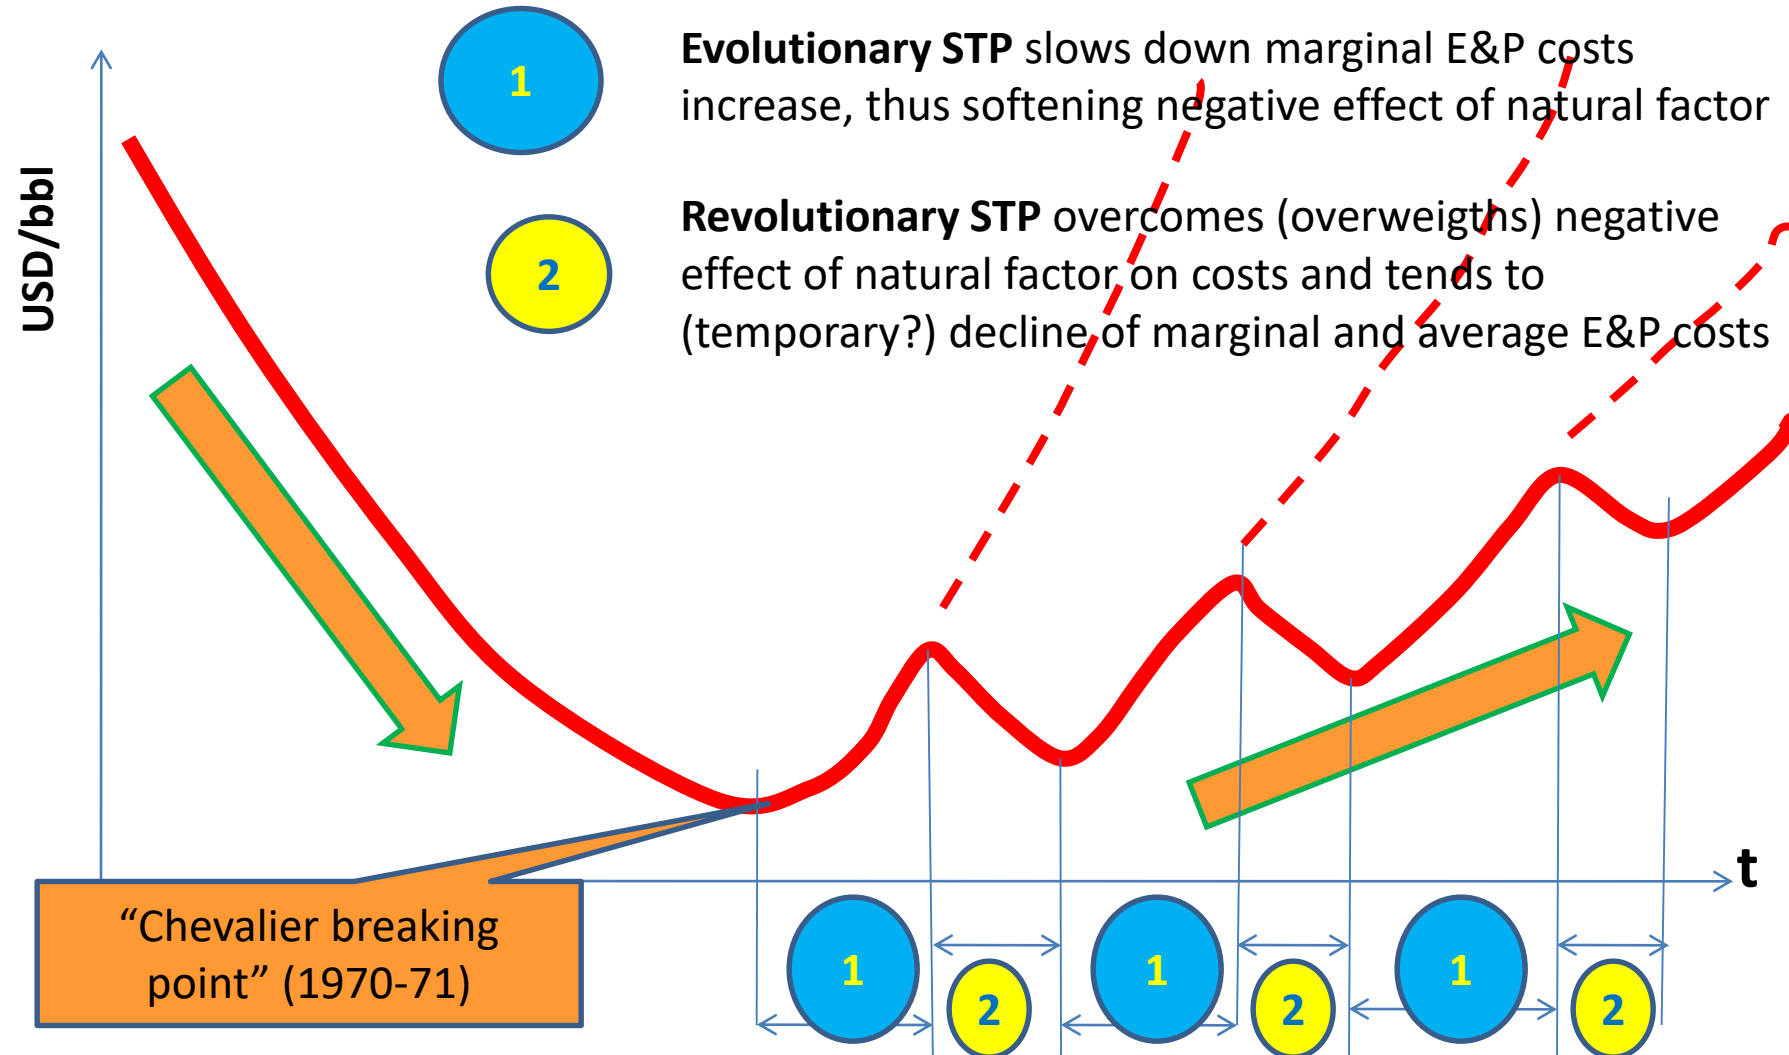 1
Evolutionary STP slows down marginal E&P costs
increase, thus softening negative effect of natural factor
2
Revolutionary STP overcomes (overweigths) negative
effect of natural factor on costs and tends to
(temporary?) decline of marginal and average E&P costs
USD/bbl
t
“Chevalier breaking
point” (1970-71)
1
2
1
2
1
2